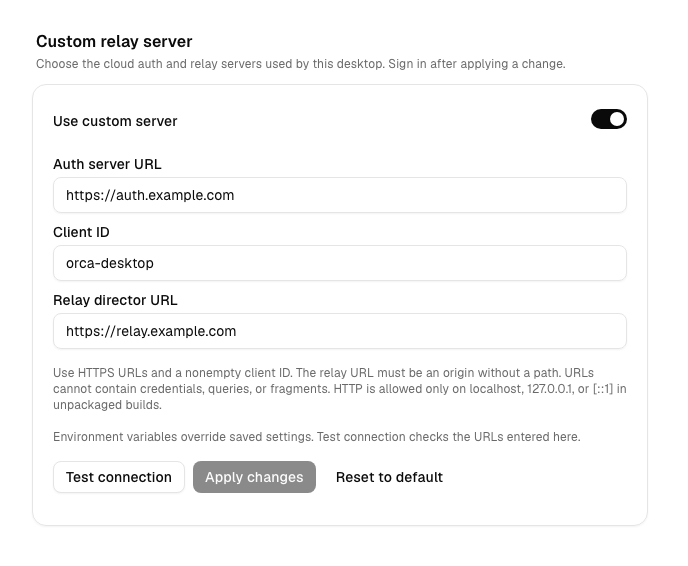 Custom relay server
Choose the cloud auth and relay servers used by this desktop. Sign in after applying a change.
Use custom server
Auth server URL
https://auth.example.com
Client ID
orca-desktop
Relay director URL
https://relay.example.com
Use HTTPS URLs and a nonempty client ID. The relay URL must be an origin without a path. URLs
cannot contain credentials, queries, or fragments. HTTP is allowed only on localhost, 127.0.0.1, or [::1] in
unpackaged builds.
Environment variables override saved settings. Test connection checks the URLs entered here.
Test connection Apply changes Reset to default